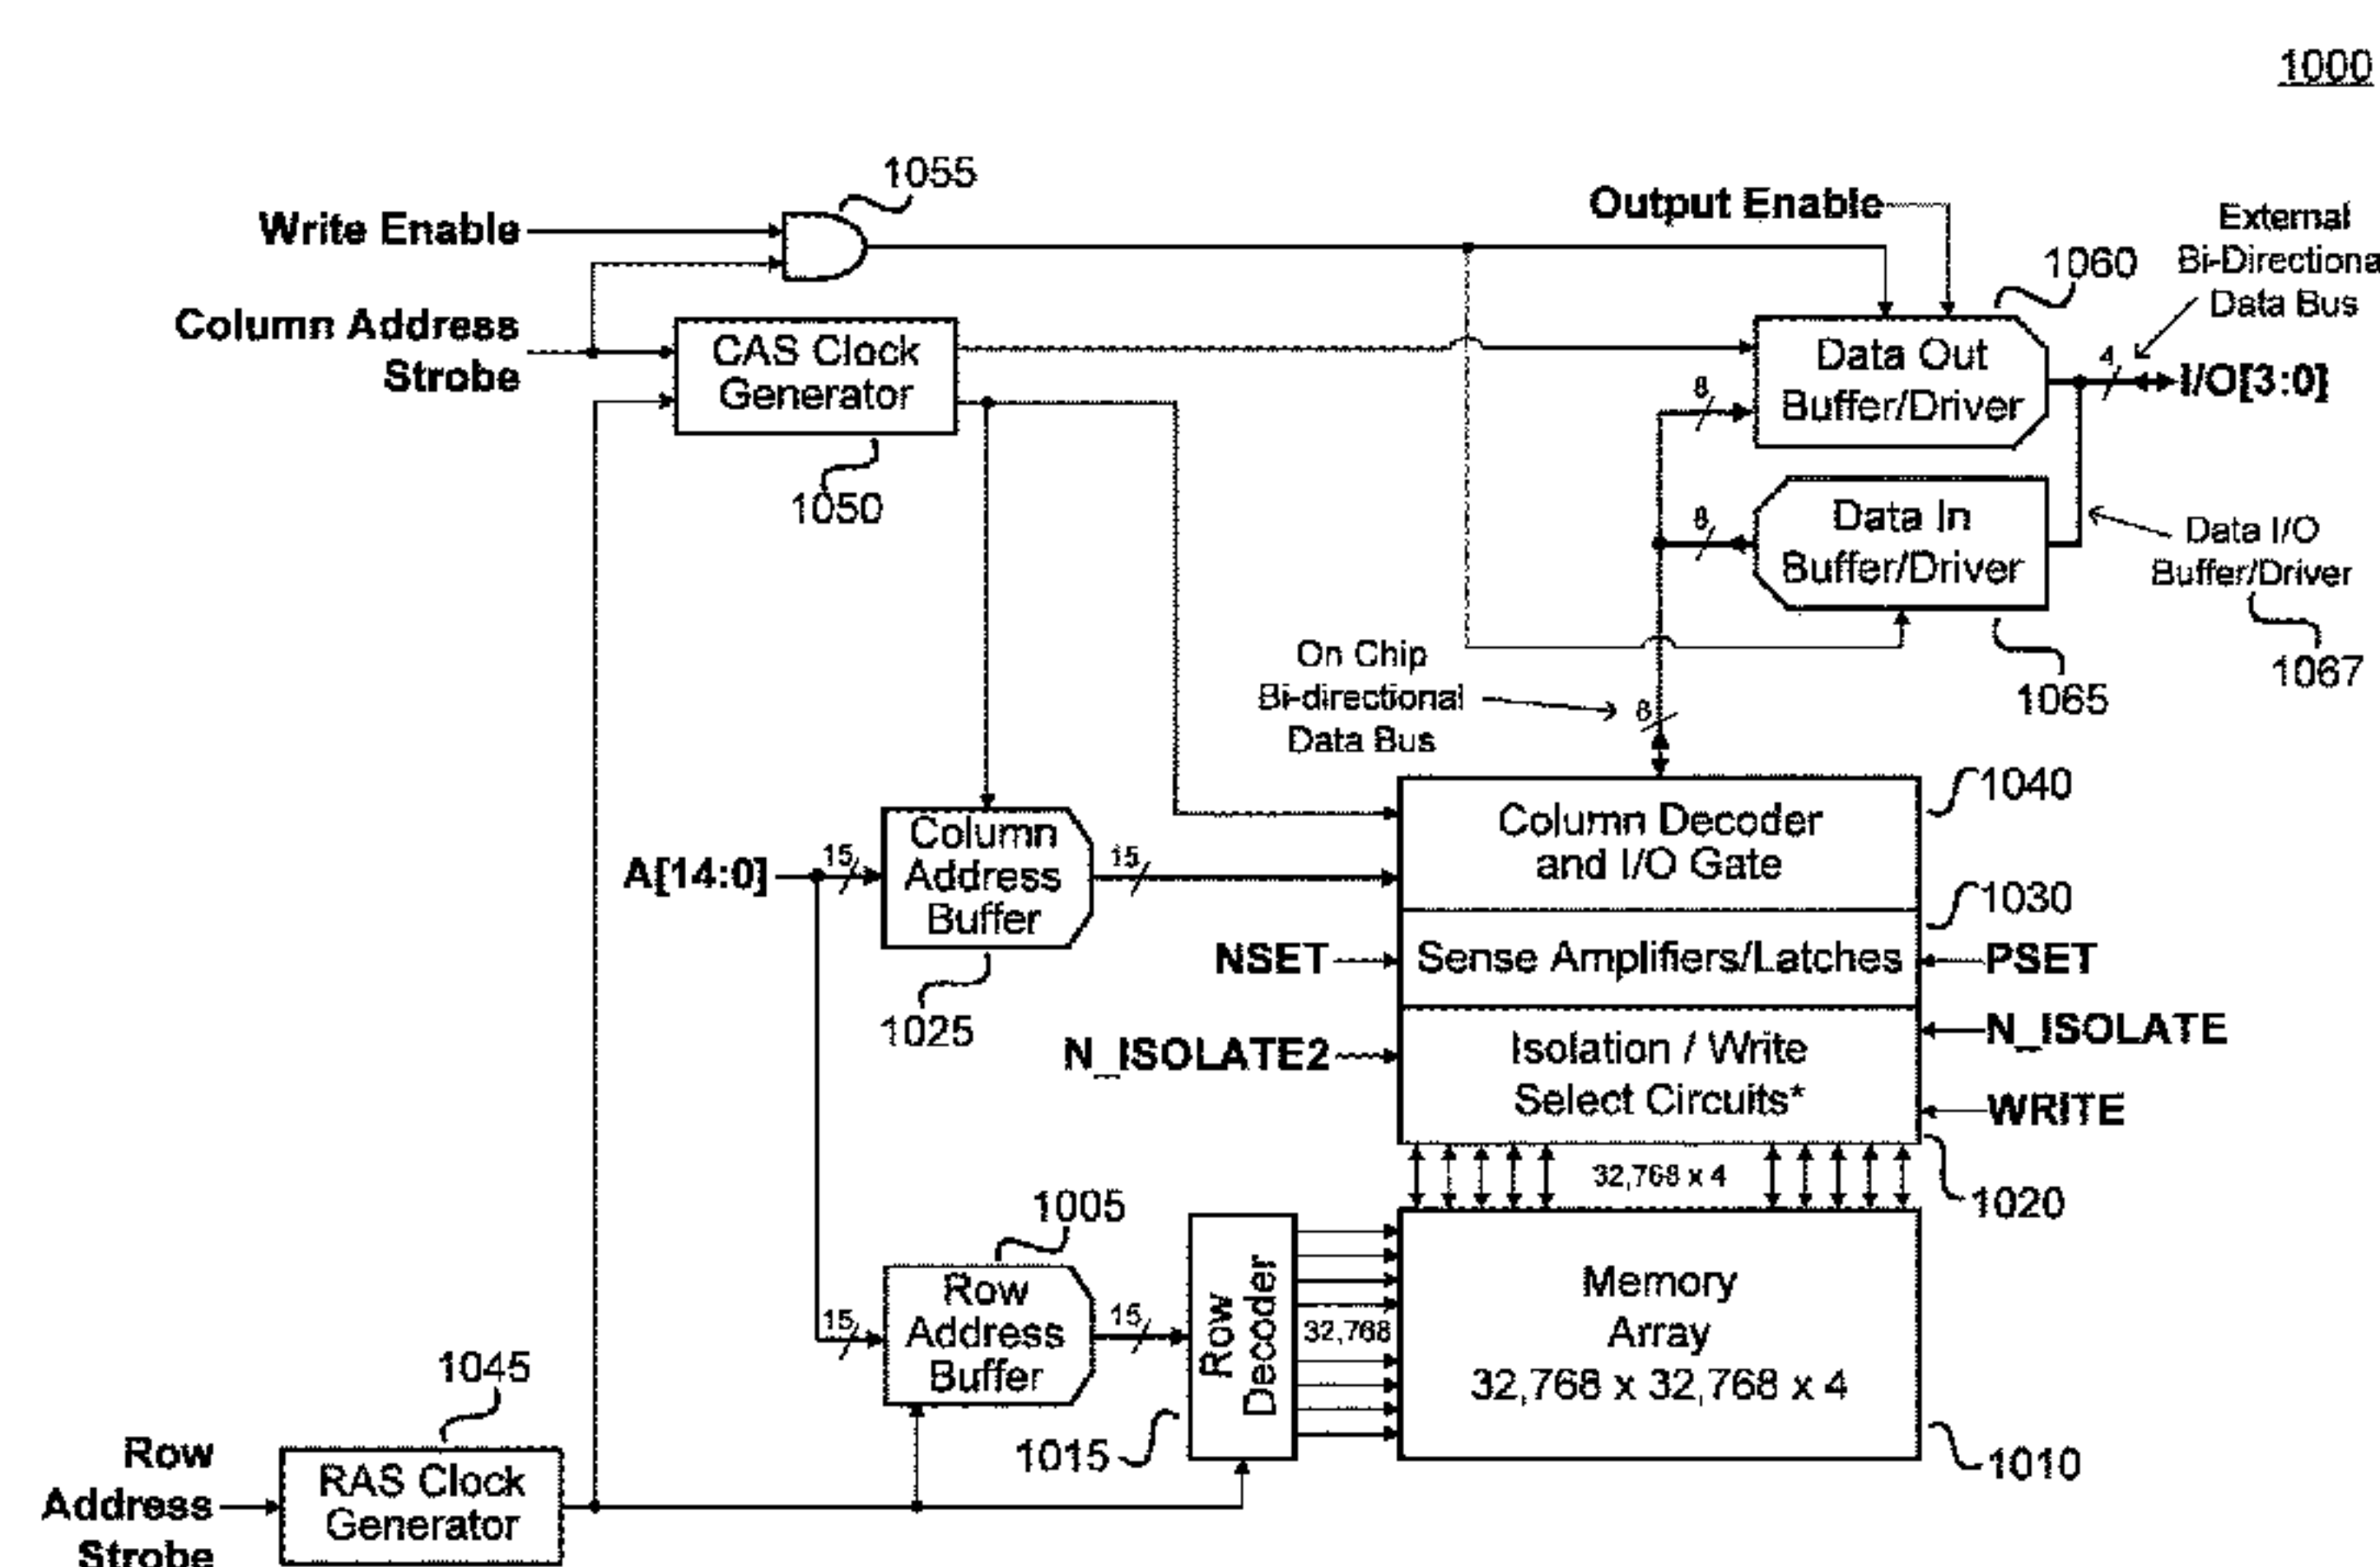 1000
1055
Write Enable
Output Enable
External
Bi-Directiona
Data Bus
1060
Column Address
Strobe
CAS Clock
Generator
1050
Data Out
Buffer/Driver
8
4
I/O[3:0]
8
Data In
Buffer/Driver
Data I/O
Buffer/Driver
1067
1065
On Chip
Bi-directional
Data Bus
8
1040
Column Decoder
and I/O Gate
A[14:0]
15
Column
Address
Buffer
15
1025
1030
NSET
Sense Amplifiers/Latches
PSET
N_ISOLATE2
Isolation / Write
Select Circuits*
N_ISOLATE
WRITE
1020
32,768 x 4
1005
15
Row
Address
Buffer
15
Row
Decoder
1015
32,768
Memory
Array
32,768 x 32,768 x 4
1010
1045
Row
Address
Strobe
RAS Clock
Generator